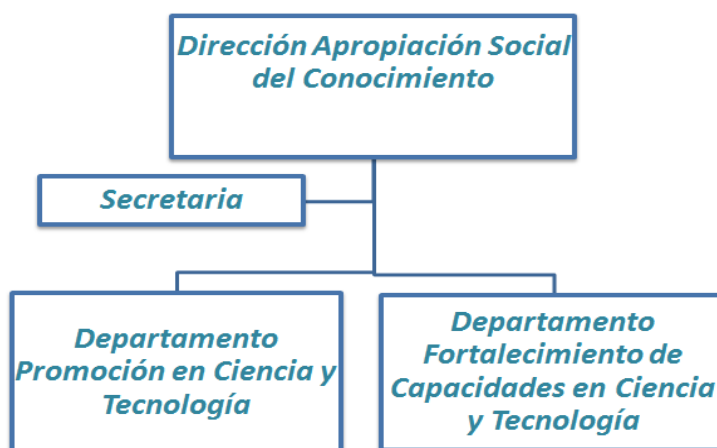 Dirección Apropiación Social
del Conocimiento
Secretaria
Departamento
Promoción en Ciencia y
Tecnología
Departamento
Fortalecimiento de
Capacidades en Ciencia
y Tecnología